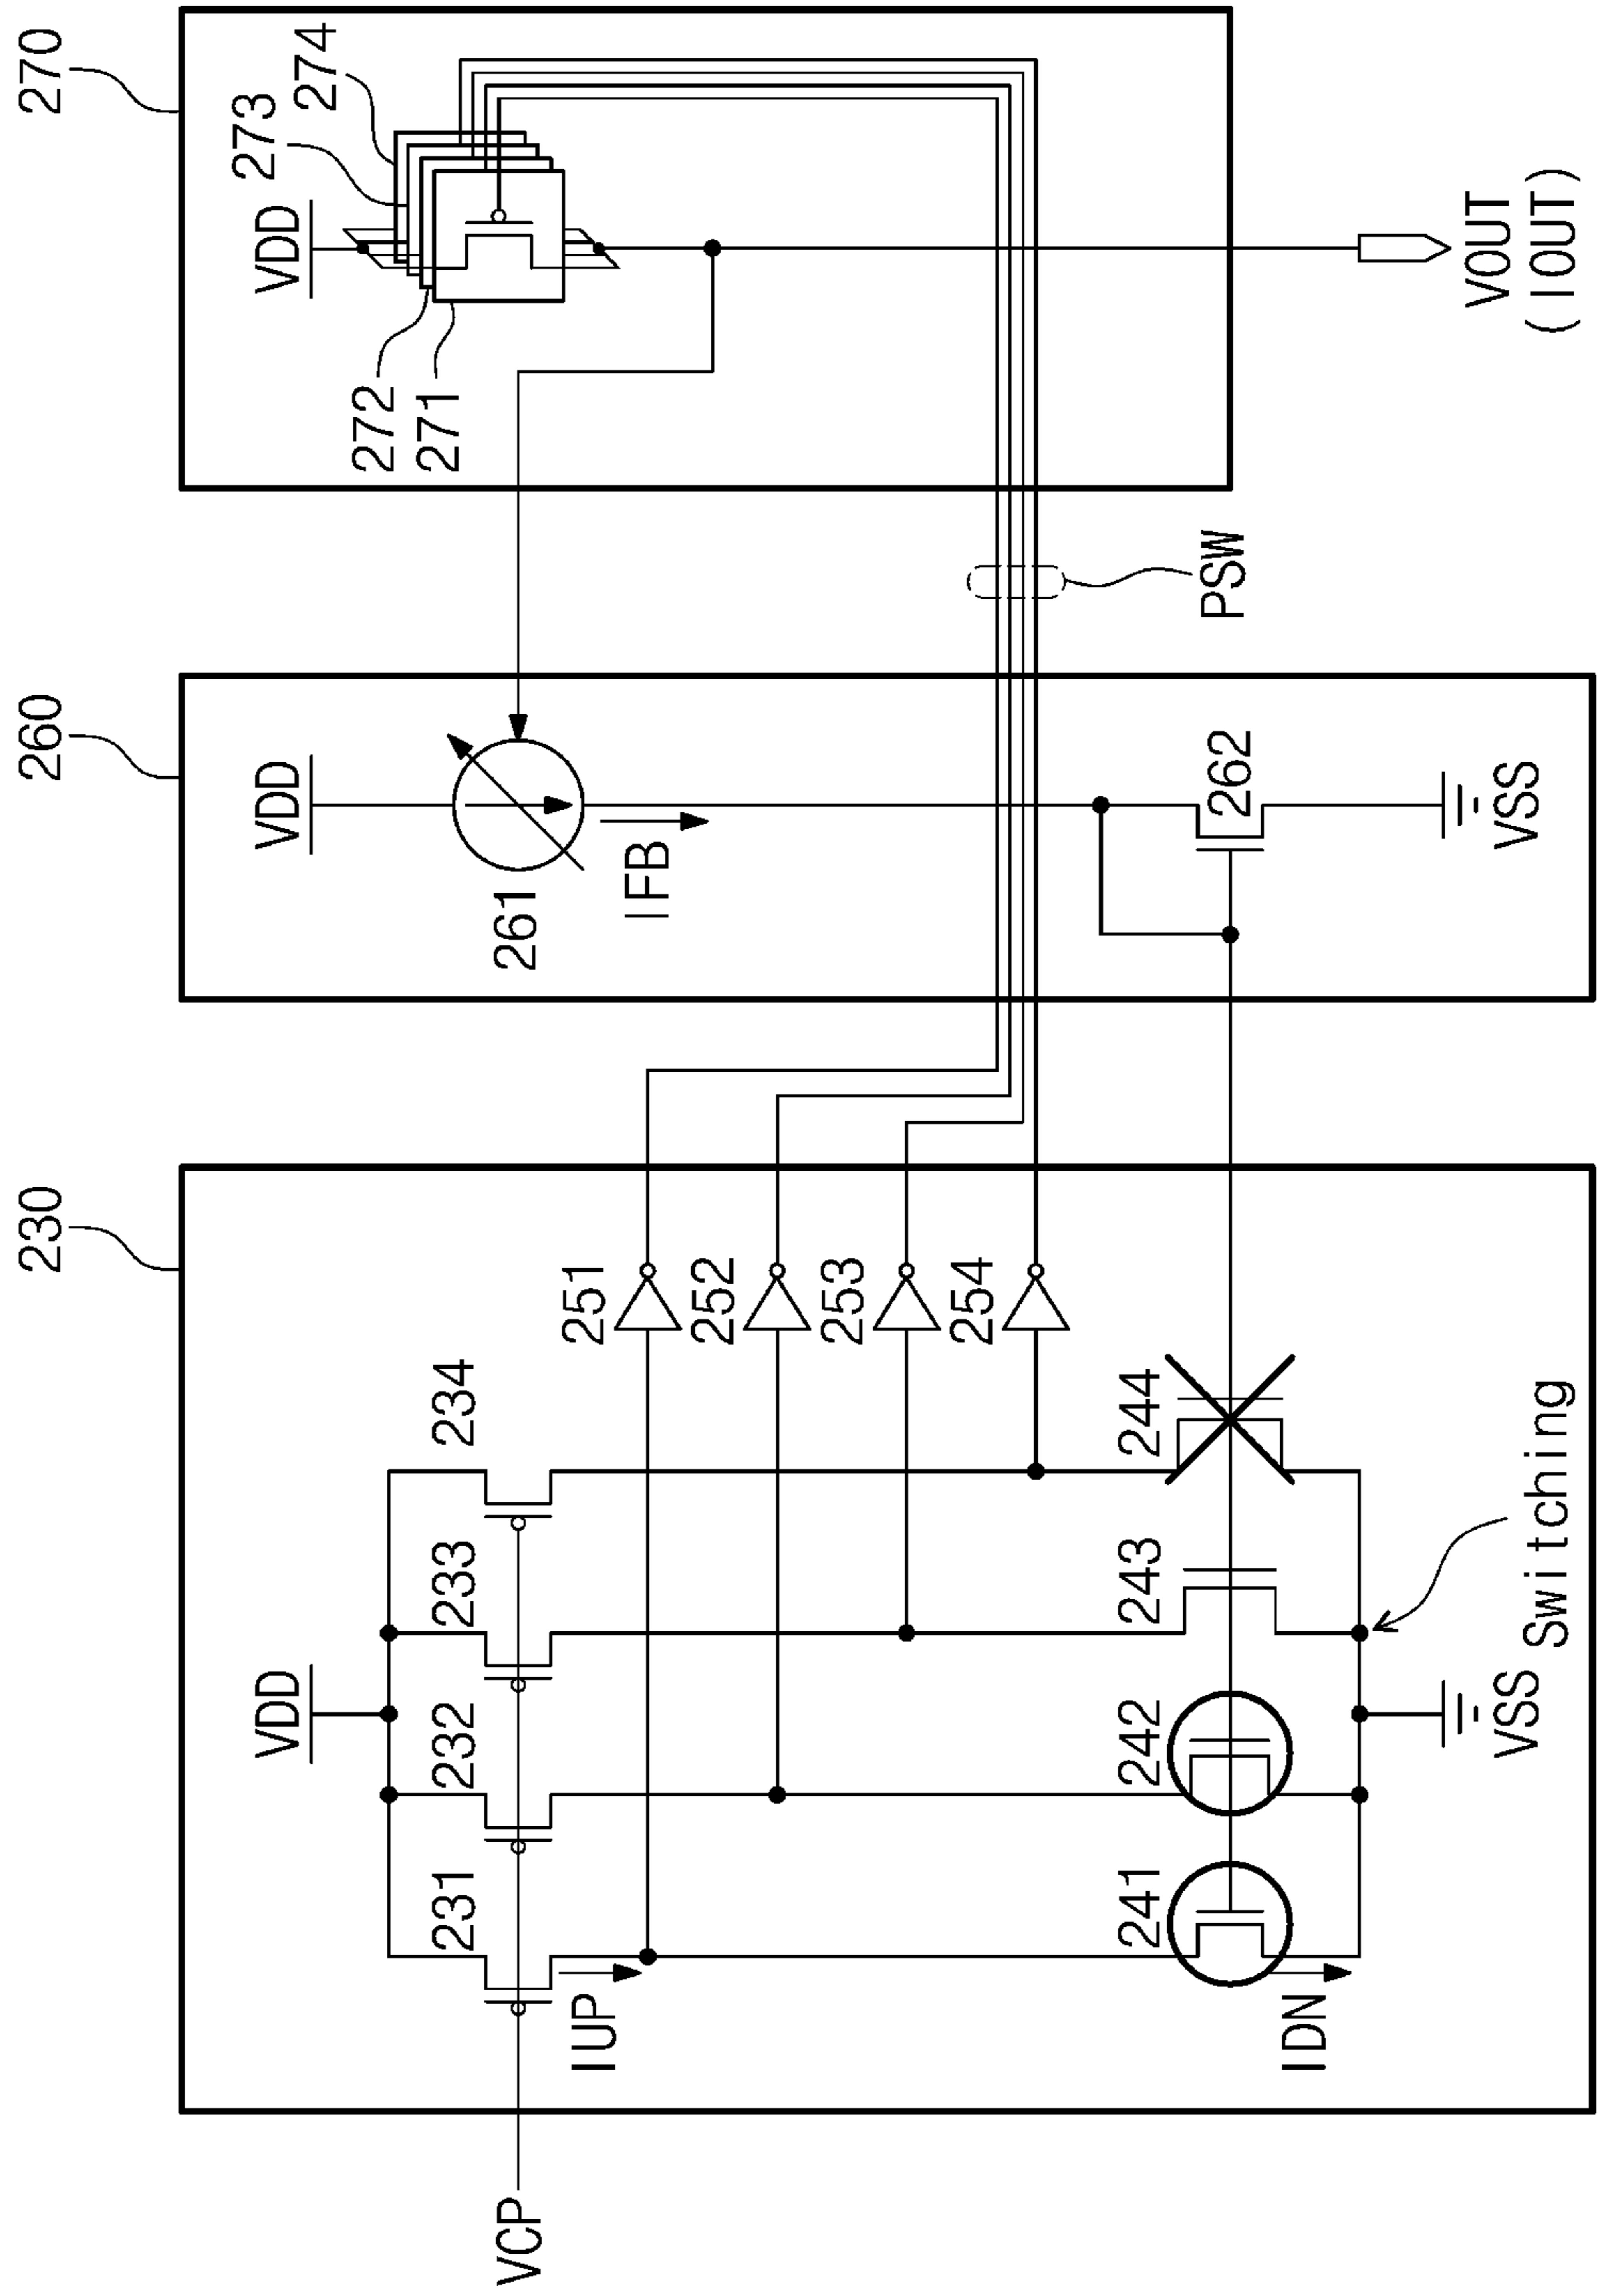 230
260
270
VDD
VDD
VDD
273
274
272
271
231
232
233
234
251
252
253
254
261
IFB
VCP
IUP
PSW
241
242
243
244
262
IDN
VSS
Switching
VSS
VOUT
(IOUT)